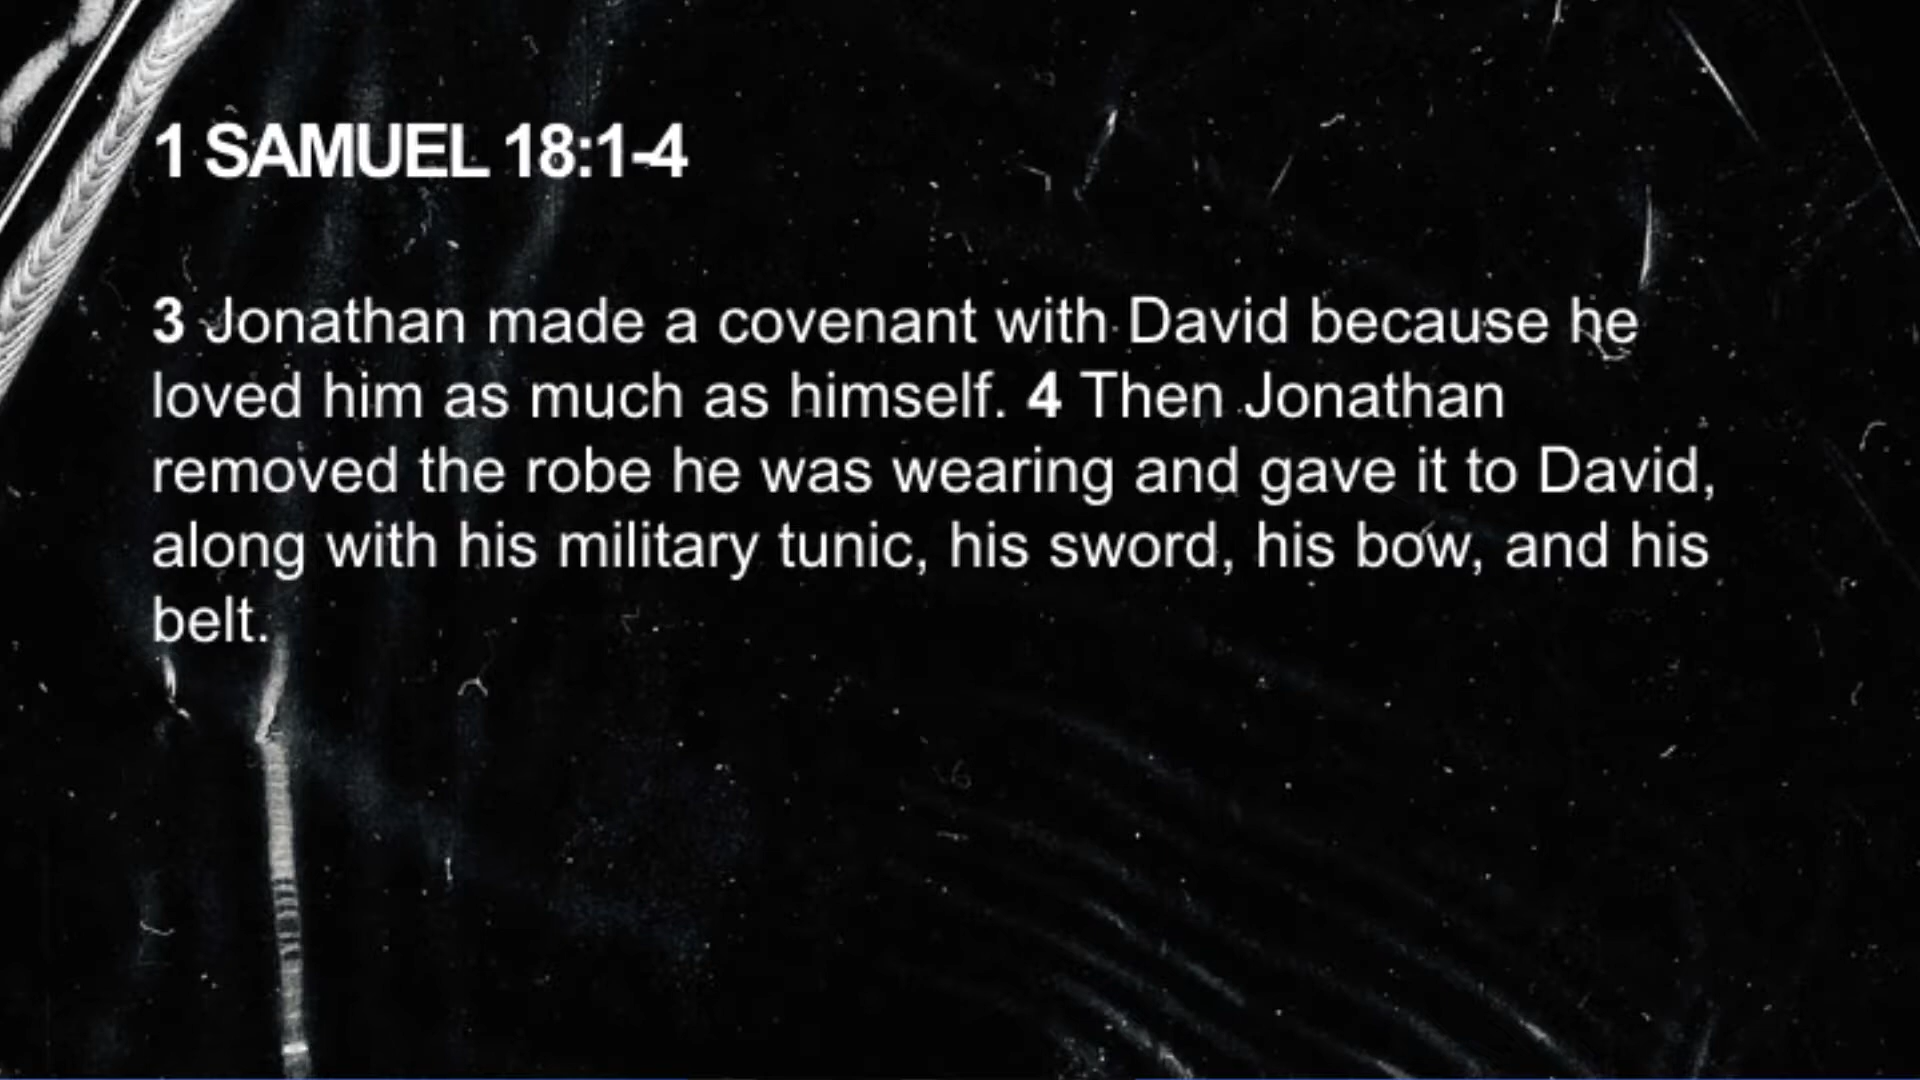 1 SAMUEL 18:1-4
3 Jonathan made a covenant with David because he
loved him as much as himself. 4 Then Jonathan
removed the robe he was wearing and gave it to David,
along with his military tunic, his sword, his bow, and his
belt.